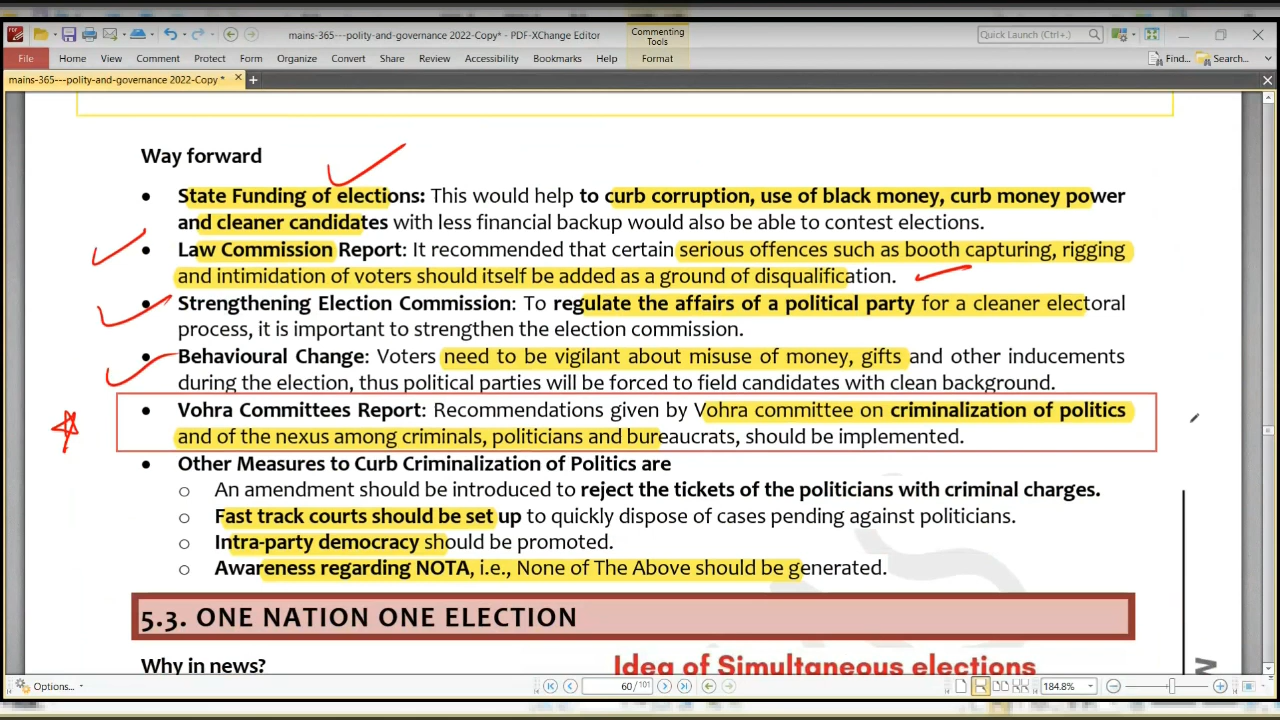 mains-365---polity-and-governance 2022-Copy* - PDF-XChange Editor
Commenting Tools
Quick Launch (Ctrl+.)
File Home View Comment Protect Form Organize Convert Share Review Accessibility Bookmarks Help Format Find... Search...
mains-365---polity-and-governance 2022-Copy *
Way forward
• State Funding of elections: This would help to curb corruption, use of black money, curb money power
and cleaner candidates with less financial backup would also be able to contest elections.
• Law Commission Report: It recommended that certain serious offences such as booth capturing, rigging
and intimidation of voters should itself be added as a ground of disqualification.
• Strengthening Election Commission: To regulate the affairs of a political party for a cleaner electoral
process, it is important to strengthen the election commission.
• Behavioural Change: Voters need to be vigilant about misuse of money, gifts and other inducements
during the election, thus political parties will be forced to field candidates with clean background.
• Vohra Committees Report: Recommendations given by Vohra committee on criminalization of politics
and of the nexus among criminals, politicians and bureaucrats, should be implemented.
• Other Measures to Curb Criminalization of Politics are
○ An amendment should be introduced to reject the tickets of the politicians with criminal charges.
○ Fast track courts should be set up to quickly dispose of cases pending against politicians.
○ Intra-party democracy should be promoted.
○ Awareness regarding NOTA, i.e., None of The Above should be generated.
5.3. ONE NATION ONE ELECTION
Why in news?
Idea of Simultaneous elections
Options...
60 /101
184.8%